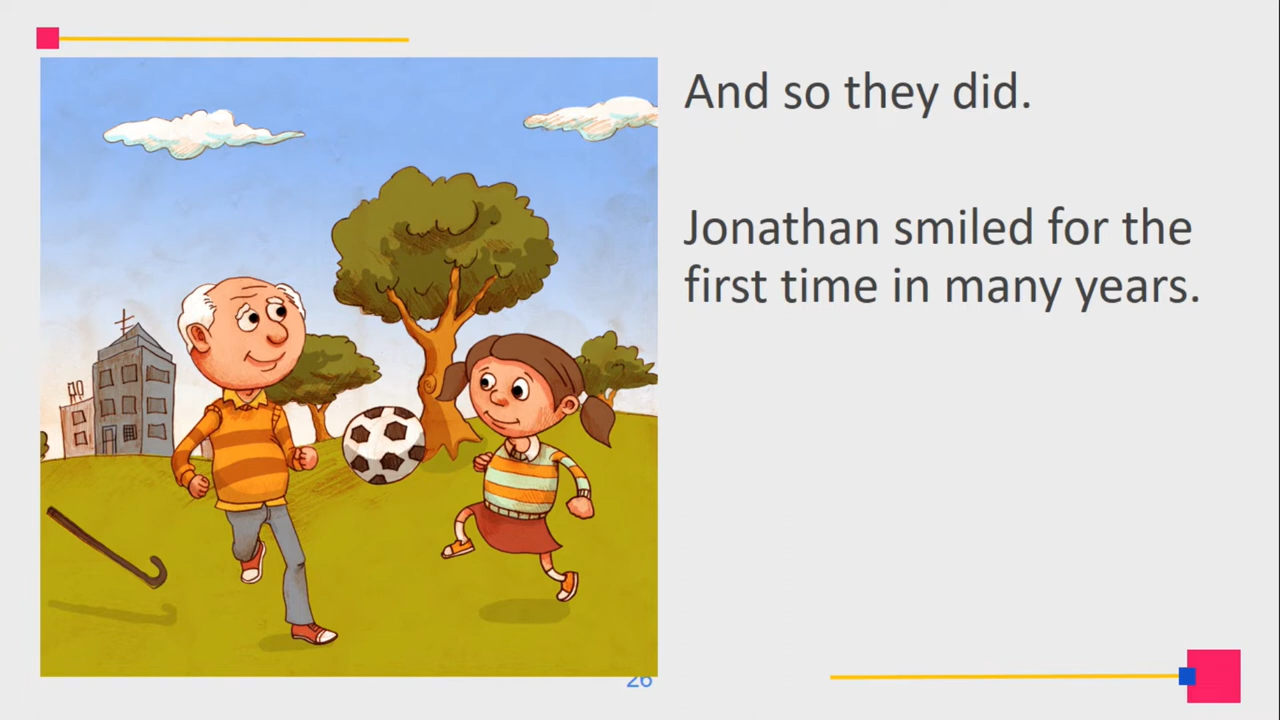 And so they did.
Jonathan smiled for the
first time in many years.
26